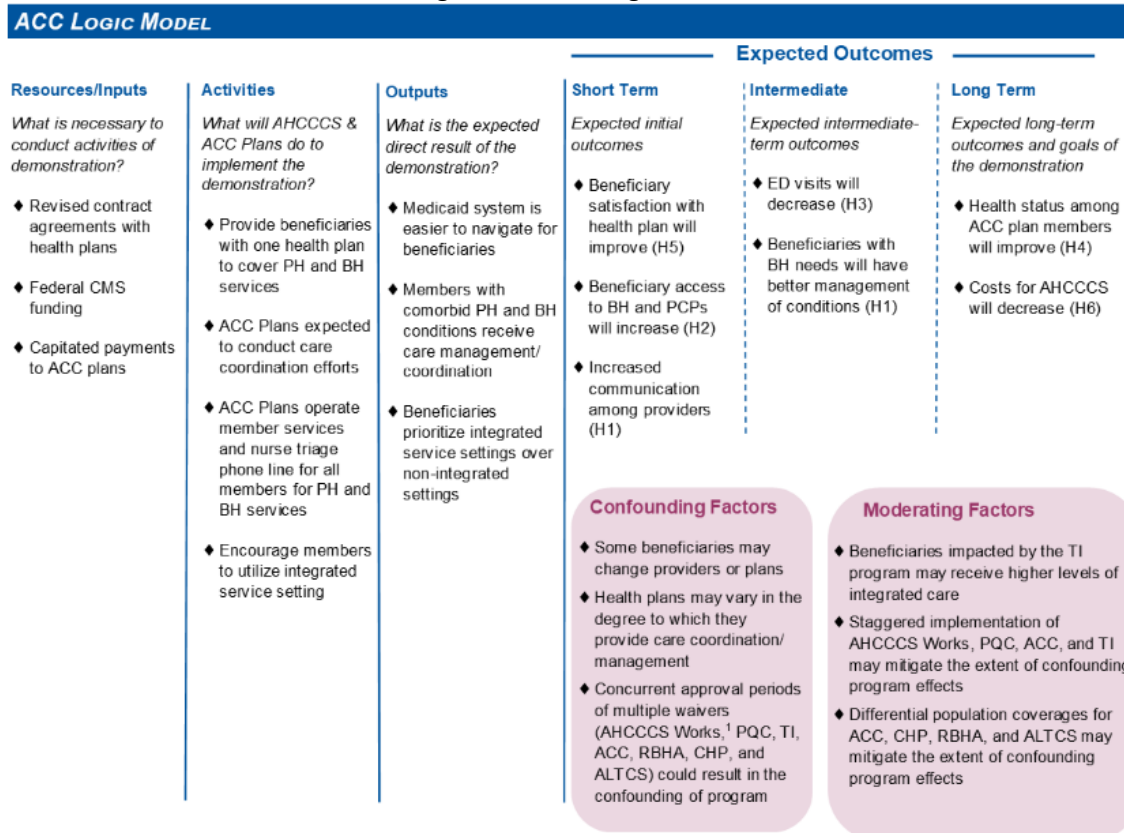 ACC LOGIC MODEL
Expected Outcomes
Resources/Inputs
What is necessary to
conduct activities of
demonstration?
♦ Revised contract
agreements with
health plans
♦ Federal CMS
funding
♦ Capitated payments
to ACC plans
Activities
What will AHCCCS &
ACC Plans do to
implement the
demonstration?
♦ Provide beneficiaries
with one health plan
to cover PH and BH
services
♦ ACC Plans expected
to conduct care
coordination efforts
♦ ACC Plans operate
member services
and nurse triage
phone line for all
members for PH and
BH services
♦ Encourage members
to utilize integrated
service setting
Outputs
What is the expected
direct result of the
demonstration?
♦ Medicaid system is
easier to navigate for
beneficiaries
♦ Members with
comorbid PH and BH
conditions receive
care management/
coordination
♦ Beneficiaries
prioritize integrated
service settings over
non-integrated
settings
Short Term
Expected initial
outcomes
♦ Beneficiary
satisfaction with
health plan will
improve (H5)
♦ Beneficiary access
to BH and PCPs
will increase (H2)
♦ Increased
communication
among providers
(H1)
Intermediate
Expected intermediate-
term outcomes
♦ ED visits will
decrease (H3)
♦ Beneficiaries with
BH needs will have
better management
of conditions (H1)
Long Term
Expected long-term
outcomes and goals of
the demonstration
♦ Health status among
ACC plan members
will improve (H4)
♦ Costs for AHCCCS
will decrease (H6)
Confounding Factors
♦ Some beneficiaries may
change providers or plans
♦ Health plans may vary in the
degree to which they
provide care coordination/
management
♦ Concurrent approval periods
of multiple waivers
(AHCCCS Works,¹ PQC, TI,
ACC, RBHA, CHP, and
ALTCS) could result in the
confounding of program
Moderating Factors
♦ Beneficiaries impacted by the TI
program may receive higher levels of
integrated care
♦ Staggered implementation of
AHCCCS Works, PQC, ACC, and TI
may mitigate the extent of confounding
program effects
♦ Differential population coverages for
ACC, CHP, RBHA, and ALTCS may
mitigate the extent of confounding
program effects